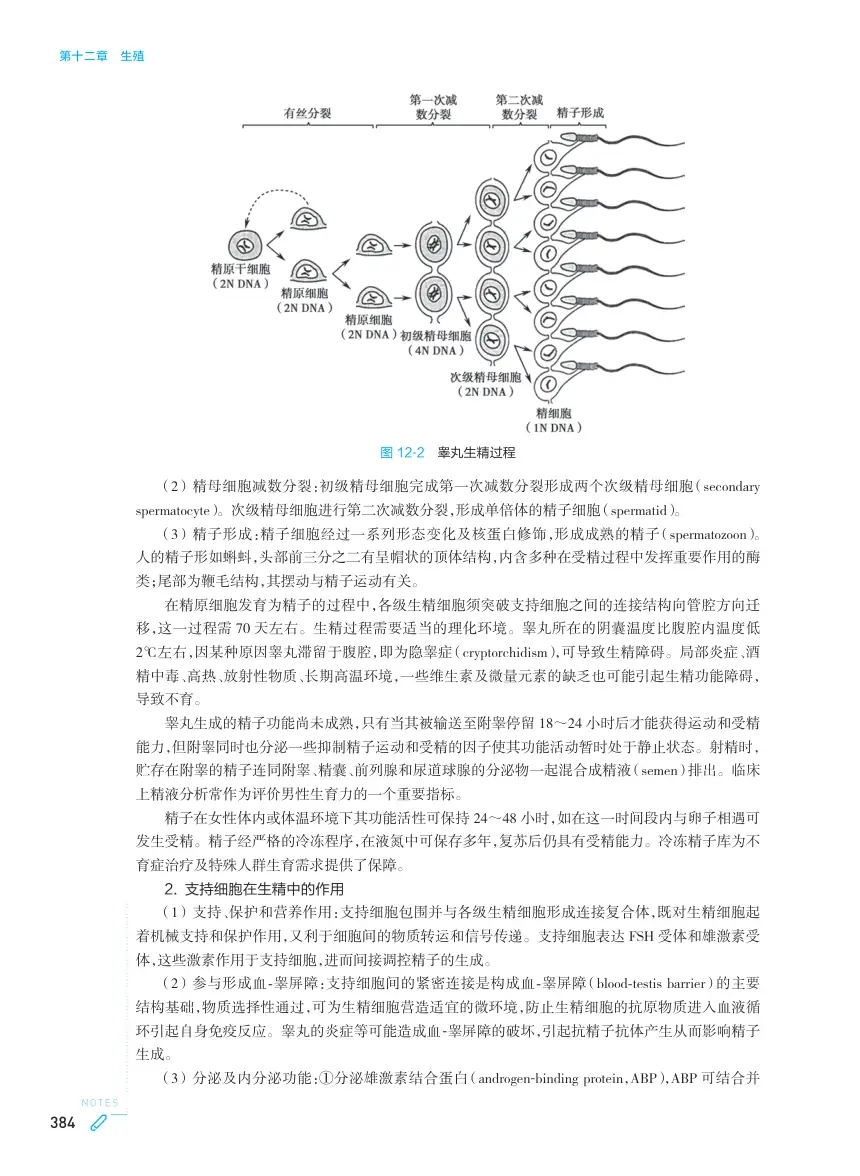 第十二章 生殖
有丝分裂
第一次减
数分裂
第二次减
数分裂
精子形成
精原干细胞
（2N DNA）
精原细胞
（2N DNA）
精原细胞
（2N DNA）
初级精母细胞
（4N DNA）
次级精母细胞
（2N DNA）
精细胞
（1N DNA）
图 12-2 睾丸生精过程
（2）精母细胞减数分裂：初级精母细胞完成第一次减数分裂形成两个次级精母细胞（secondary
spermatocyte）。次级精母细胞进行第二次减数分裂，形成单倍体的精子细胞（spermatid）。
（3）精子形成：精子细胞经过一系列形态变化及核蛋白修饰，形成成熟的精子（spermatozoon）。
人的精子形如蝌蚪，头部前三分之二有呈帽状的顶体结构，内含多种在受精过程中发挥重要作用的酶
类；尾部为鞭毛结构，其摆动与精子运动有关。
在精原细胞发育为精子的过程中，各级生精细胞须突破支持细胞之间的连接结构向管腔方向迁
移，这一过程需 70 天左右。生精过程需要适当的理化环境。睾丸所在的阴囊温度比腹腔内温度低
2℃左右，因某种原因睾丸滞留于腹腔，即为隐睾症（cryptorchidism），可导致生精障碍。局部炎症、酒
精中毒、高热、放射性物质、长期高温环境，一些维生素及微量元素的缺乏也可能引起生精功能障碍，
导致不育。
睾丸生成的精子功能尚未成熟，只有当其被输送至附睾停留 18～24 小时后才能获得运动和受精
能力，但附睾同时也分泌一些抑制精子运动和受精的因子使其功能活动暂时处于静止状态。射精时，
贮存在附睾的精子连同附睾、精囊、前列腺和尿道球腺的分泌物一起混合成精液（semen）排出。临床
上精液分析常作为评价男性生育力的一个重要指标。
精子在女性体内或体温环境下其功能活性可保持 24～48 小时，如在这一时间段内与卵子相遇可
发生受精。精子经严格的冷冻程序，在液氮中可保存多年，复苏后仍具有受精能力。冷冻精子库为不
育症治疗及特殊人群生育需求提供了保障。
2. 支持细胞在生精中的作用
（1）支持、保护和营养作用：支持细胞包围并与各级生精细胞形成连接复合体，既对生精细胞起
着机械支持和保护作用，又利于细胞间的物质转运和信号传递。支持细胞表达 FSH 受体和雄激素受
体，这些激素作用于支持细胞，进而间接调控精子的生成。
（2）参与形成血-睾屏障：支持细胞间的紧密连接是构成血-睾屏障（blood-testis barrier）的主要
结构基础，物质选择性通过，可为生精细胞营造适宜的微环境，防止生精细胞的抗原物质进入血液循
环引起自身免疫反应。睾丸的炎症等可能造成血-睾屏障的破坏，引起抗精子抗体产生从而影响精子
生成。
（3）分泌及内分泌功能：①分泌雄激素结合蛋白（androgen-binding protein，ABP），ABP 可结合并
NOTES
384